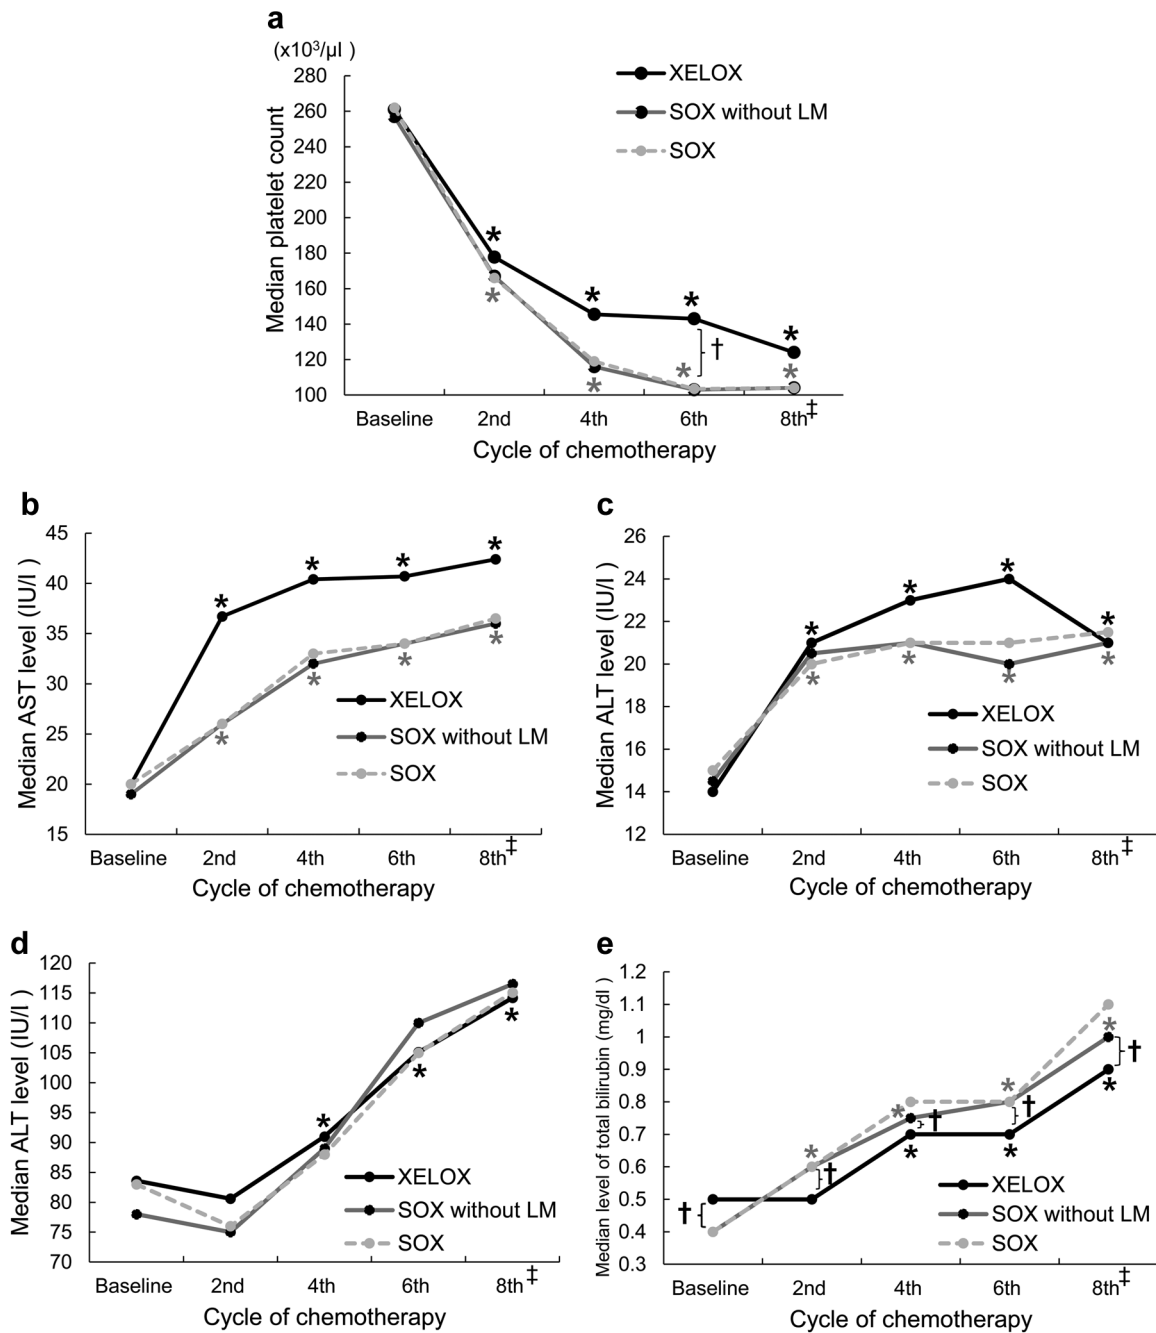 a
(x10³/μl )
280
260
240
220
200
180
160
140
120
100
Median platelet count
XELOX
SOX without LM
SOX
*
*
*
*
*
*
*
*
†
Baseline 2nd 4th 6th 8th‡
Cycle of chemotherapy
b
45
40
35
30
25
20
15
Median AST level (IU/l )
*
*
*
*
*
*
*
*
XELOX
SOX without LM
SOX
Baseline 2nd 4th 6th 8th‡
Cycle of chemotherapy
c
26
24
22
20
18
16
14
12
Median ALT level (IU/l )
*
*
*
*
*
*
*
*
XELOX
SOX without LM
SOX
Baseline 2nd 4th 6th 8th‡
Cycle of chemotherapy
d
120
115
110
105
100
95
90
85
80
75
70
Median ALT level (IU/l )
*
*
*
XELOX
SOX without LM
SOX
Baseline 2nd 4th 6th 8th‡
Cycle of chemotherapy
e
1.2
1.1
1
0.9
0.8
0.7
0.6
0.5
0.4
0.3
Median level of total bilirubin (mg/dl )
†
*
†
*
†
*
*
†
*
*
†
*
XELOX
SOX without LM
SOX
Baseline 2nd 4th 6th 8th‡
Cycle of chemotherapy